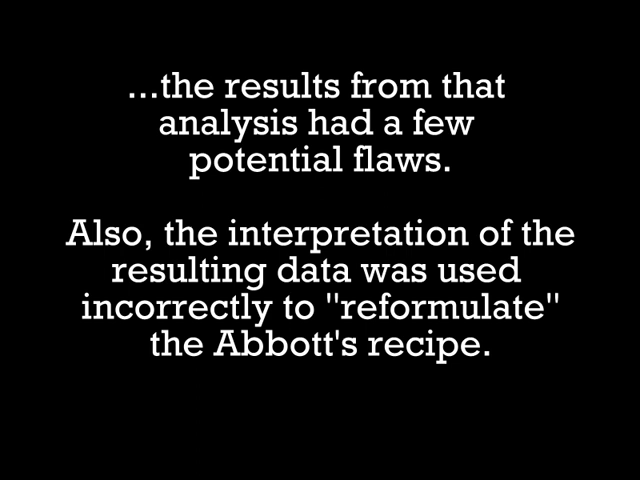 ...the results from that
analysis had a few
potential flaws.
Also, the interpretation of the
resulting data was used
incorrectly to "reformulate"
the Abbott's recipe.